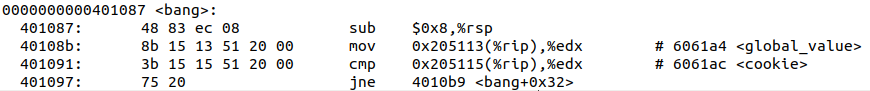 0000000000401087 <bang>:
401087: 48 83 ec 08 sub $0x8,%rsp
40108b: 8b 15 13 51 20 00 mov 0x205113(%rip),%edx # 6061a4 <global_value>
401091: 3b 15 15 51 20 00 cmp 0x205115(%rip),%edx # 6061ac <cookie>
401097: 75 20 jne 4010b9 <bang+0x32>